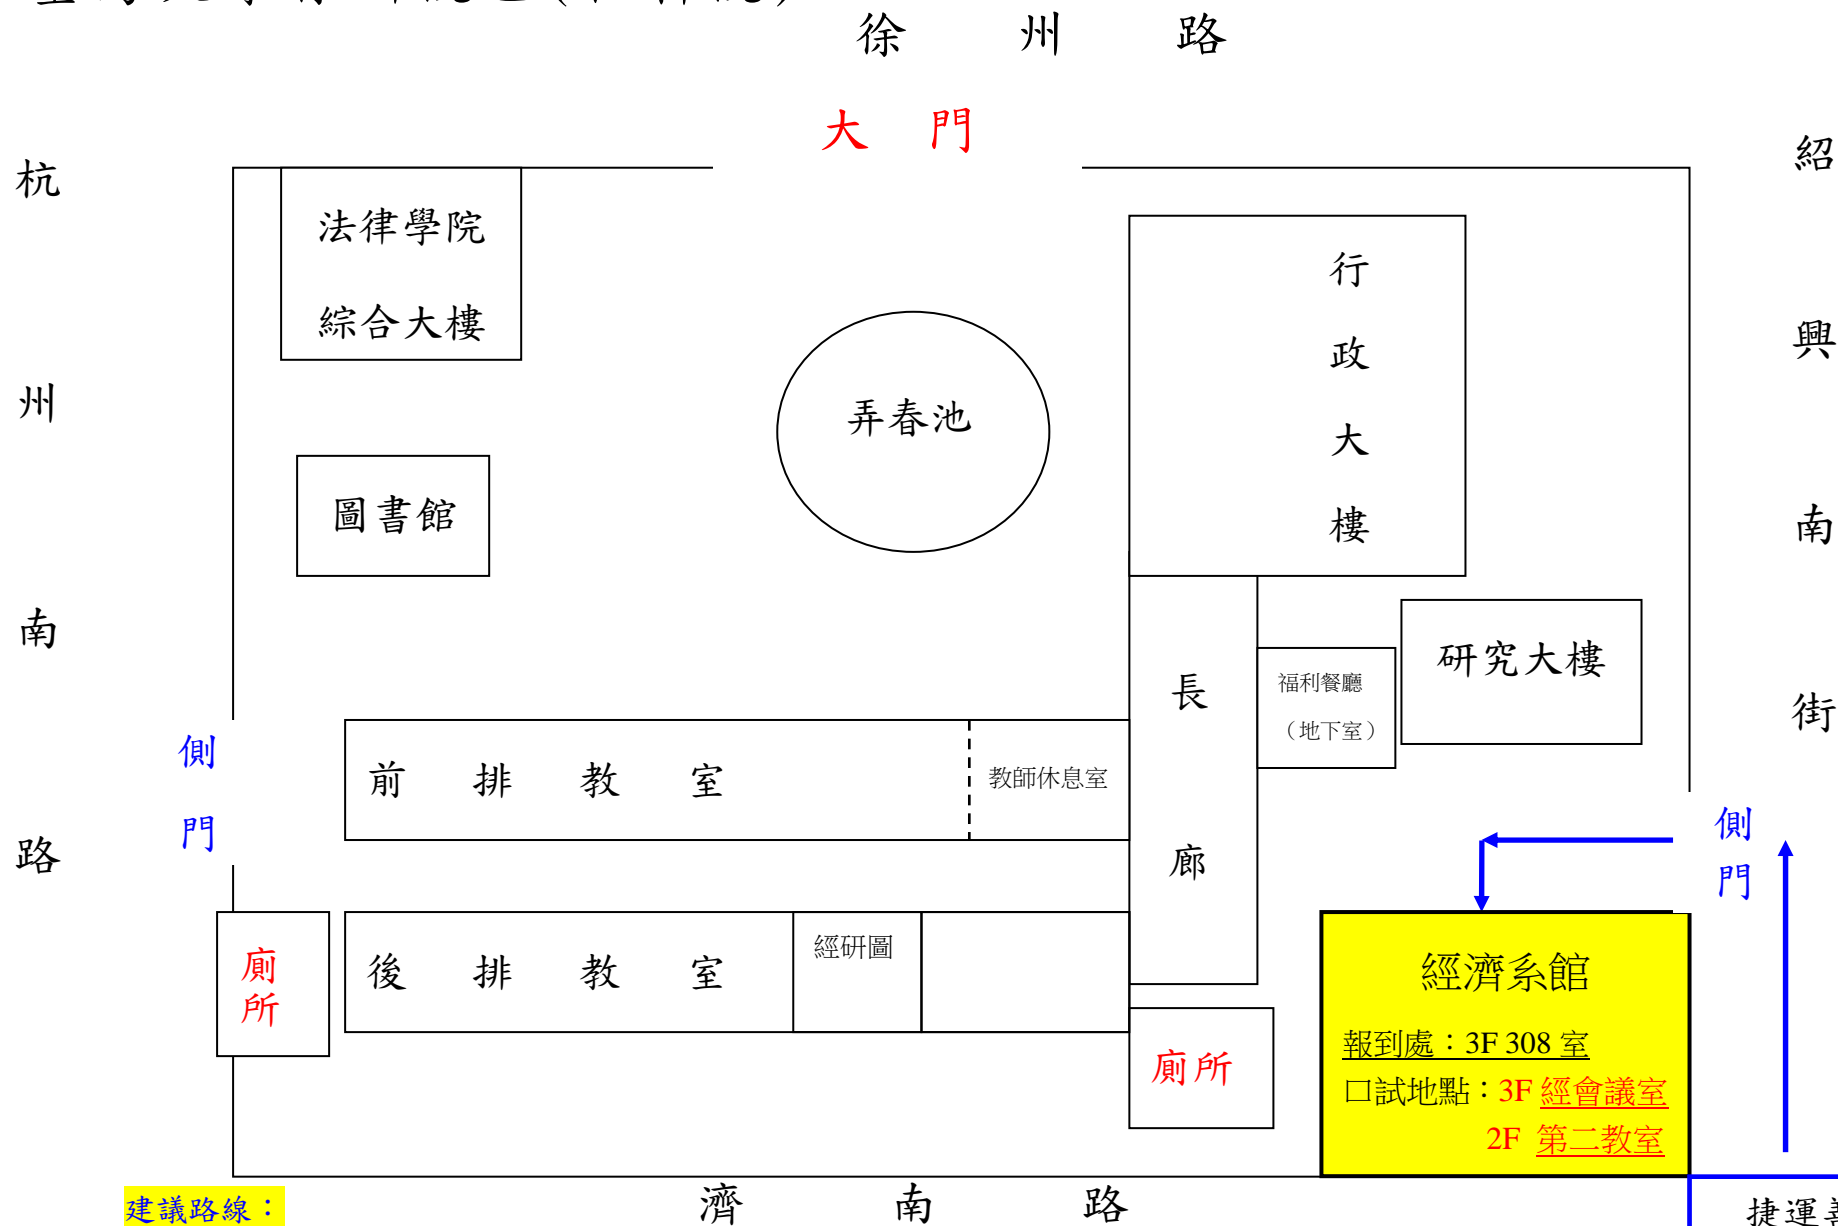 徐州路
大門
杭州南路
紹興南街
法律學院
綜合大樓
行政大樓
弄春池
圖書館
研究大樓
長廊
福利餐廳
（地下室）
側門
前排教室
教師休息室
側門
廁所
後排教室
經研圖
廁所
經濟系館
報到處：3F 308 室
口試地點：3F 經會議室
2F 第二教室
濟南路
建議路線：
捷運